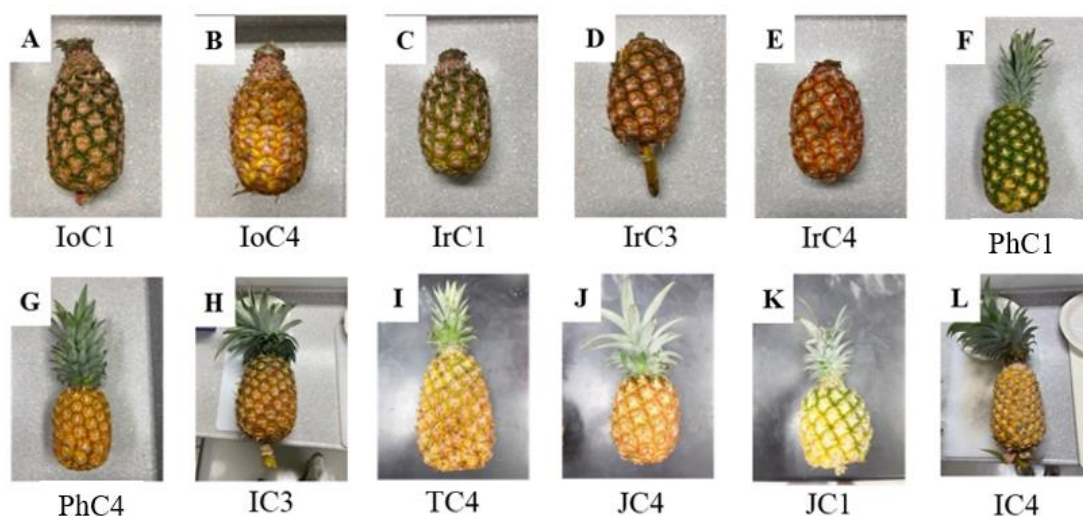 A B C D E F
IoC1 IoC4 IrC1 IrC3 IrC4 PhC1
G H I J K L
PhC4 IC3 TC4 JC4 JC1 IC4